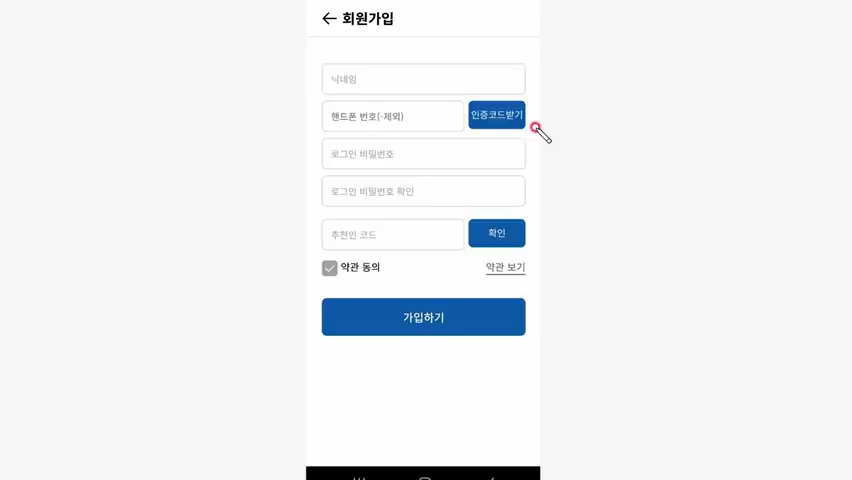 회원가입
닉네임
핸드폰 번호(-제외)
인증코드받기
로그인 비밀번호
로그인 비밀번호 확인
추천인 코드
확인
약관 동의
약관 보기
가입하기